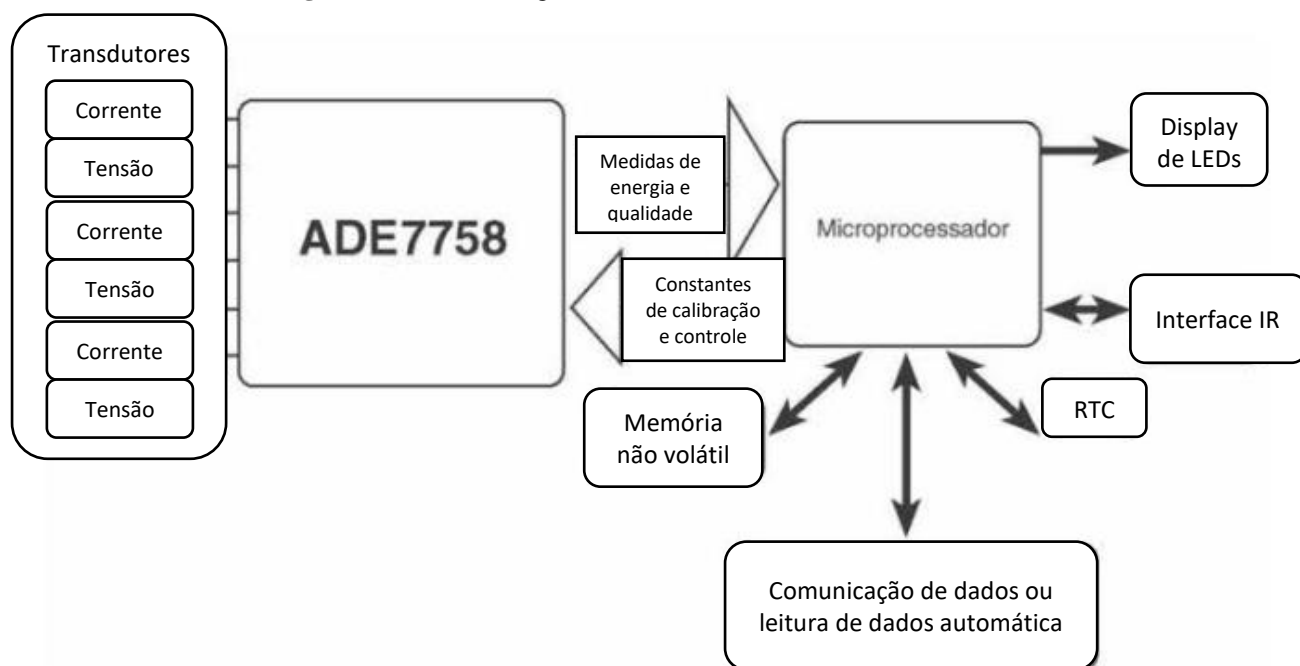 Transdutores
Corrente
Tensão
Corrente
Tensão
Corrente
Tensão
ADE7758
Medidas de
energia e
qualidade
Constantes
de calibração
e controle
Microprocessador
Display
de LEDs
Interface IR
RTC
Memória
não volátil
Comunicação de dados ou
leitura de dados automática